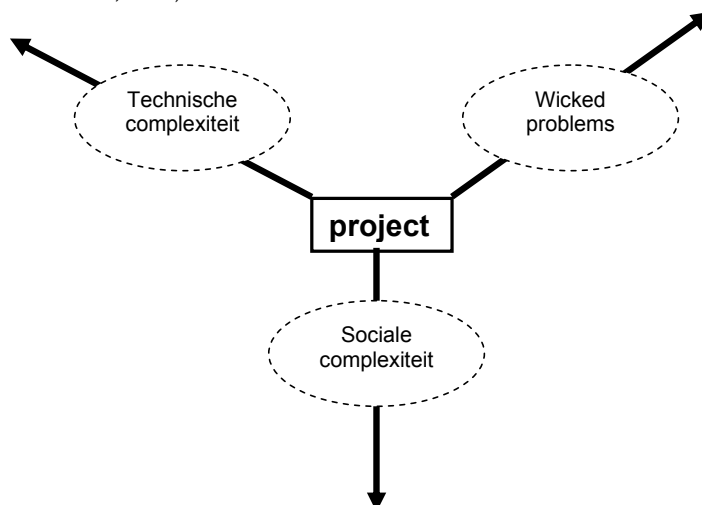 Technische
complexiteit
Wicked
problems
project
Sociale
complexiteit